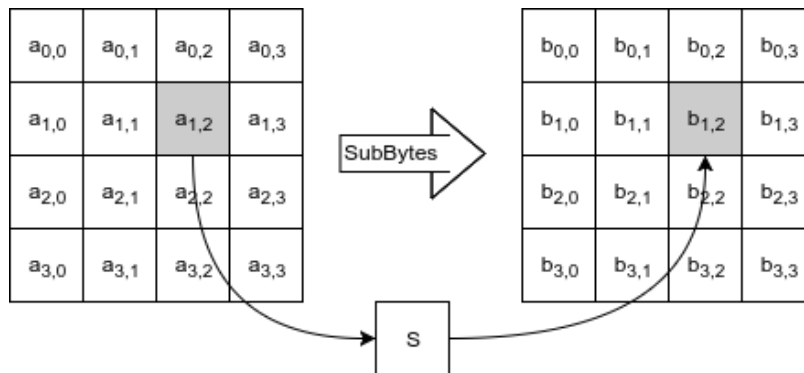 a0,0 a0,1 a0,2 a0,3 b0,0 b0,1 b0,2 b0,3
a1,0 a1,1 a1,2 a1,3 SubBytes b1,0 b1,1 b1,2 b1,3
a2,0 a2,1 a2,2 a2,3 b2,0 b2,1 b2,2 b2,3
a3,0 a3,1 a3,2 a3,3 b3,0 b3,1 b3,2 b3,3
S